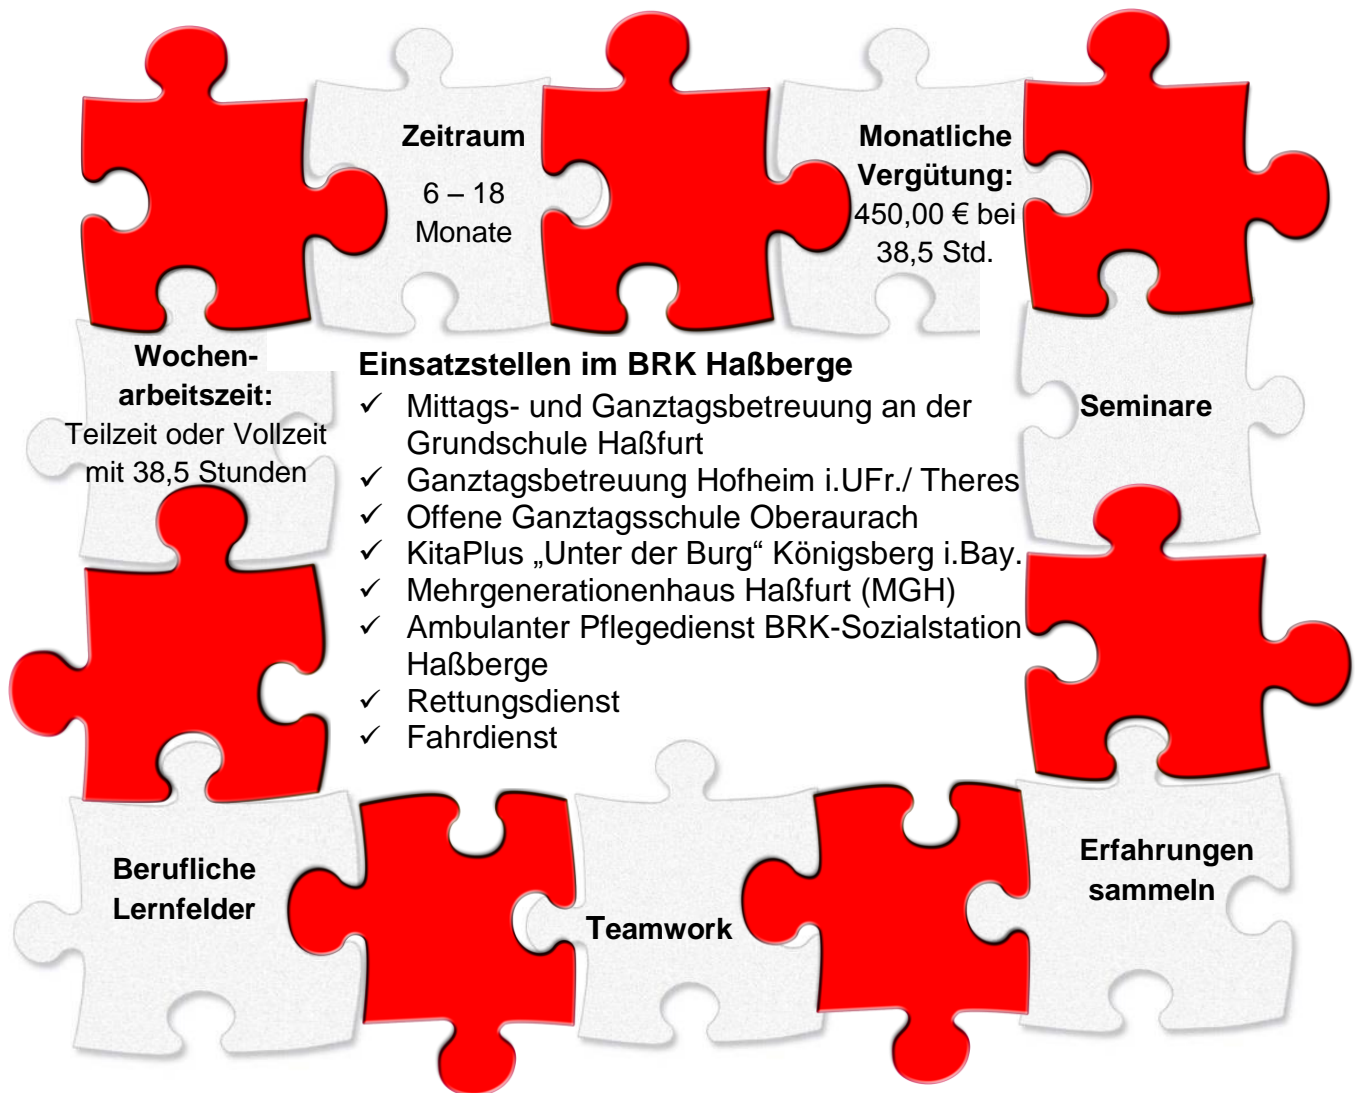 Zeitraum
6 – 18
Monate
Monatliche
Vergütung:
450,00 € bei
38,5 Std.
Wochen-
arbeitszeit:
Teilzeit oder Vollzeit
mit 38,5 Stunden
Einsatzstellen im BRK Haßberge
✓ Mittags- und Ganztagsbetreuung an der
Grundschule Haßfurt
✓ Ganztagsbetreuung Hofheim i.UFr./ Theres
✓ Offene Ganztagsschule Oberaurach
✓ KitaPlus „Unter der Burg“ Königsberg i.Bay.
✓ Mehrgenerationenhaus Haßfurt (MGH)
✓ Ambulanter Pflegedienst BRK-Sozialstation
Haßberge
✓ Rettungsdienst
✓ Fahrdienst
Seminare
Berufliche
Lernfelder
Teamwork
Erfahrungen
sammeln